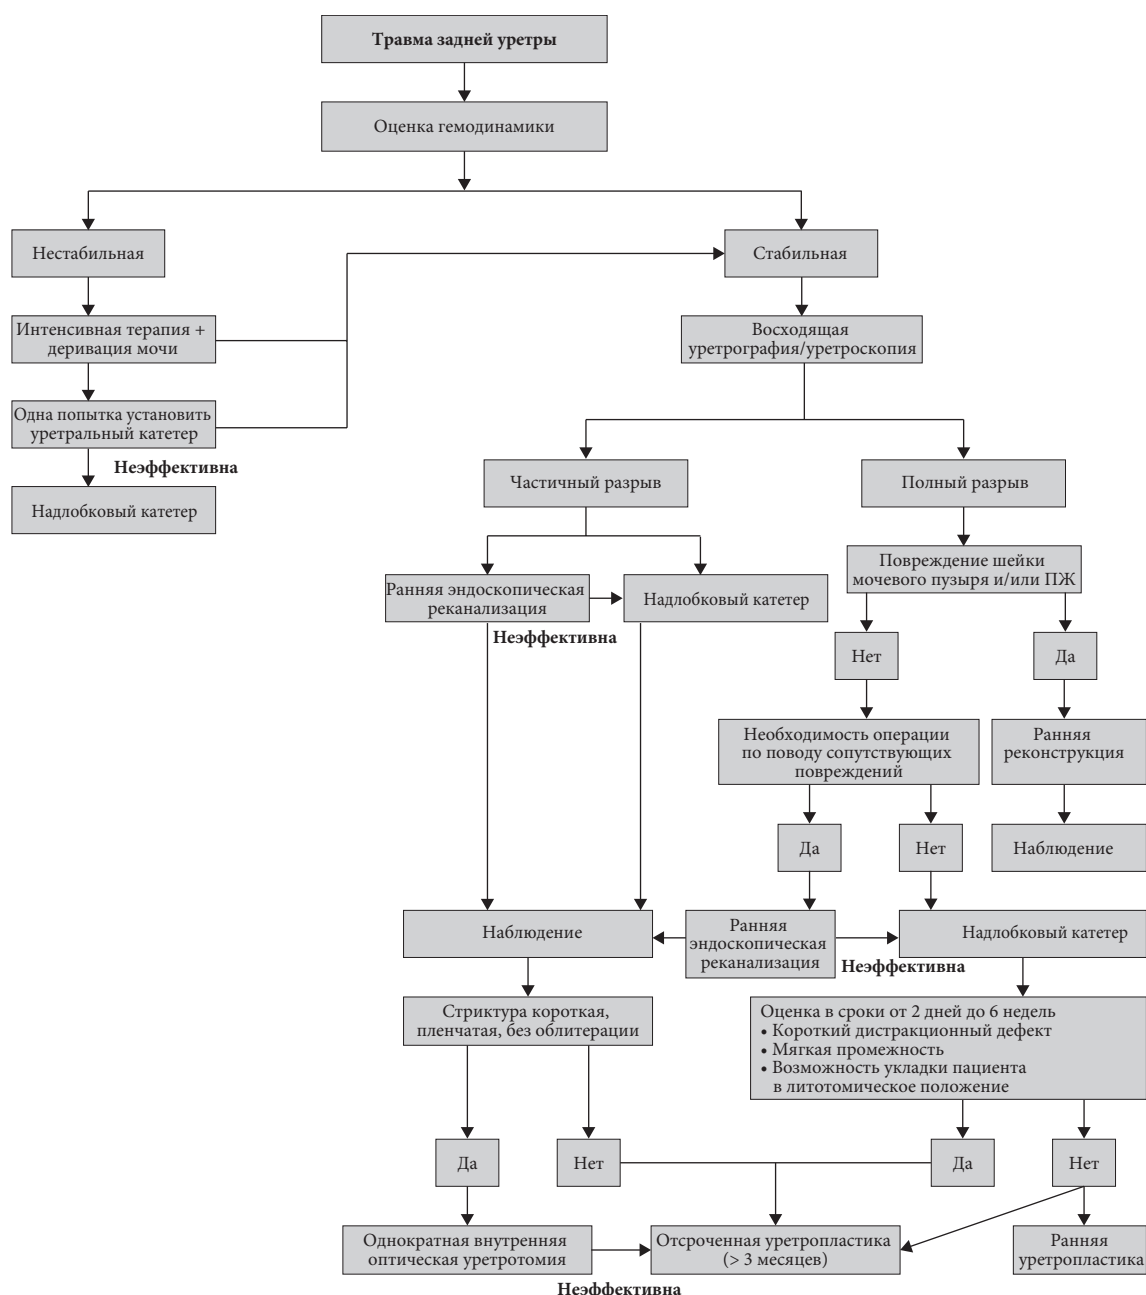 Травма задней уретры
Оценка гемодинамики
Нестабильная
Стабильная
Интенсивная терапия +
деривация мочи
Восходящая
уретрография/уретроскопия
Одна попытка установить
уретральный катетер
Неэффективна
Надлобковый катетер
Частичный разрыв
Полный разрыв
Повреждение шейки
мочевого пузыря и/или ПЖ
Ранняя эндоскопическая
реканализация
Надлобковый катетер
Неэффективна
Нет
Да
Необходимость операции
по поводу сопутствующих
повреждений
Ранняя
реконструкция
Да
Нет
Наблюдение
Наблюдение
Ранняя
эндоскопическая
реканализация
Надлобковый катетер
Неэффективна
Стриктура короткая,
пленчатая, без облитерации
Оценка в сроки от 2 дней до 6 недель
• Короткий дистракционный дефект
• Мягкая промежность
• Возможность укладки пациента
в литотомическое положение
Да
Нет
Да
Нет
Однократная внутренняя
оптическая уретротомия
Отсроченная уретропластика
(> 3 месяцев)
Ранняя
уретропластика
Неэффективна